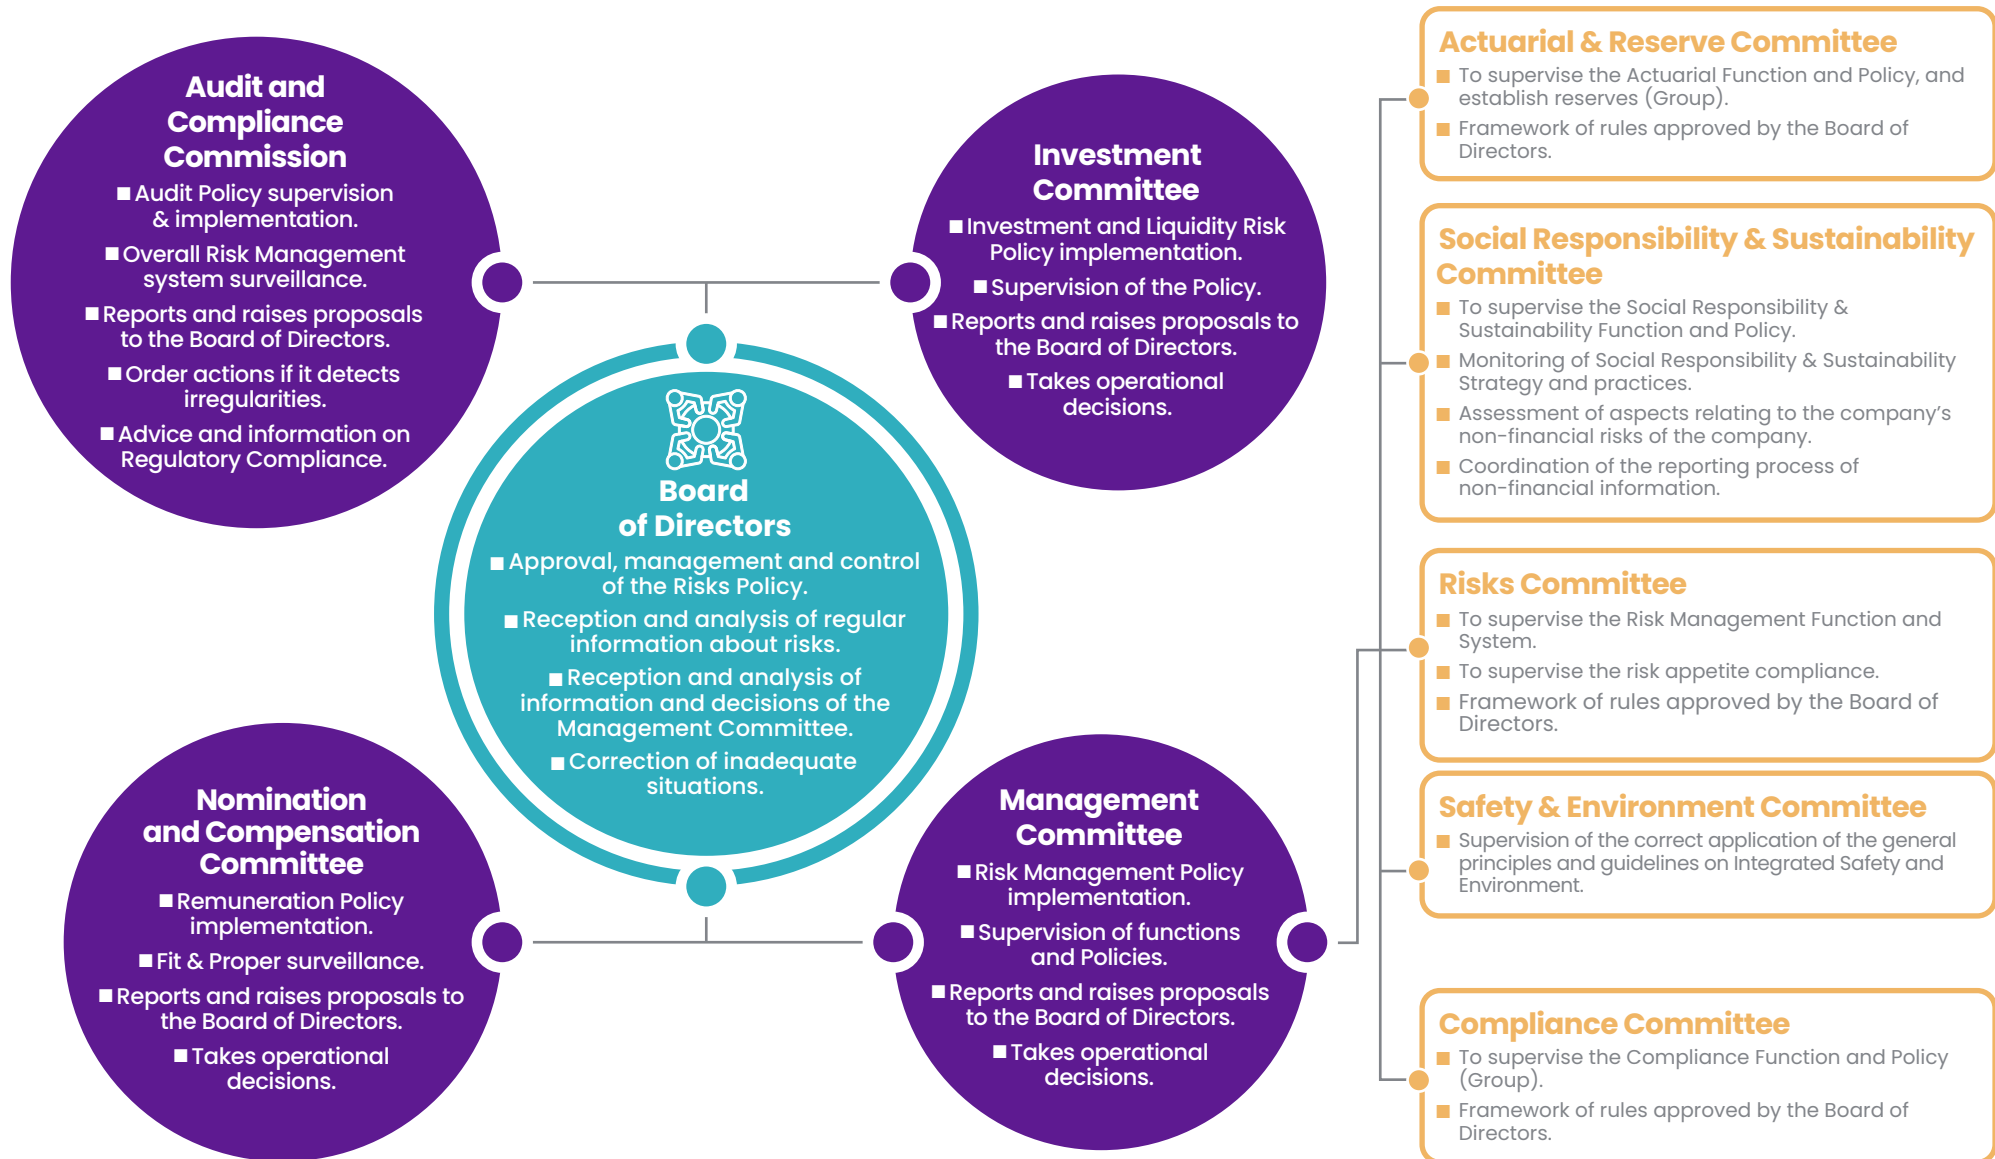 Audit and
Compliance
Commission
■ Audit Policy supervision
& implementation.
■ Overall Risk Management
system surveillance.
■ Reports and raises proposals
to the Board of Directors.
■ Order actions if it detects
irregularities.
■ Advice and information on
Regulatory Compliance.
Investment
Committee
■ Investment and Liquidity Risk
Policy implementation.
■ Supervision of the Policy.
■ Reports and raises proposals to
the Board of Directors.
■ Takes operational
decisions.
Board
of Directors
■ Approval, management and control
of the Risks Policy.
■ Reception and analysis of regular
information about risks.
■ Reception and analysis of
information and decisions of the
Management Committee.
■ Correction of inadequate
situations.
Nomination
and Compensation
Committee
■ Remuneration Policy
implementation.
■ Fit & Proper surveillance.
■ Reports and raises proposals to
the Board of Directors.
■ Takes operational
decisions.
Management
Committee
■ Risk Management Policy
implementation.
■ Supervision of functions
and Policies.
■ Reports and raises proposals
to the Board of Directors.
■ Takes operational
decisions.
Actuarial & Reserve Committee
■ To supervise the Actuarial Function and Policy, and
establish reserves (Group).
■ Framework of rules approved by the Board of
Directors.
Social Responsibility & Sustainability
Committee
■ To supervise the Social Responsibility &
Sustainability Function and Policy.
■ Monitoring of Social Responsibility & Sustainability
Strategy and practices.
■ Assessment of aspects relating to the company's
non-financial risks of the company.
■ Coordination of the reporting process of
non-financial information.
Risks Committee
■ To supervise the Risk Management Function and
System.
■ To supervise the risk appetite compliance.
■ Framework of rules approved by the Board of
Directors.
Safety & Environment Committee
■ Supervision of the correct application of the general
principles and guidelines on Integrated Safety and
Environment.
Compliance Committee
■ To supervise the Compliance Function and Policy
(Group).
■ Framework of rules approved by the Board of
Directors.